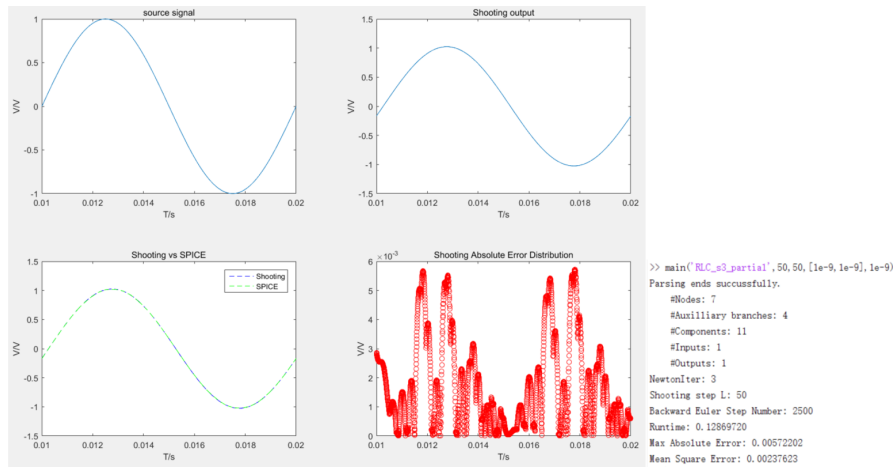 source signal
1
0.5
0
-0.5
-1
V/V
0.01
0.012
0.014
0.016
0.018
0.02
T/s
Shooting output
1.5
1
0.5
0
-0.5
-1
-1.5
V/V
0.01
0.012
0.014
0.016
0.018
0.02
T/s
Shooting vs SPICE
1.5
1
0.5
0
-0.5
-1
-1.5
V/V
Shooting
SPICE
0.01
0.012
0.014
0.016
0.018
0.02
T/s
Shooting Absolute Error Distribution
×10⁻³
6
5
4
3
2
1
0
V/V
0.01
0.012
0.014
0.016
0.018
0.02
T/s
>> main('RLC_s3_partial',50,50,[1e-9,1e-9],1e-9)
Parsing ends succussfully.
#Nodes: 7
#Auxilliary branches: 4
#Components: 11
#Inputs: 1
#Outputs: 1
NewtonIter: 3
Shooting step L: 50
Backward Euler Step Number: 2500
Runtime: 0.12869720
Max Absolute Error: 0.00572202
Mean Square Error: 0.00237623